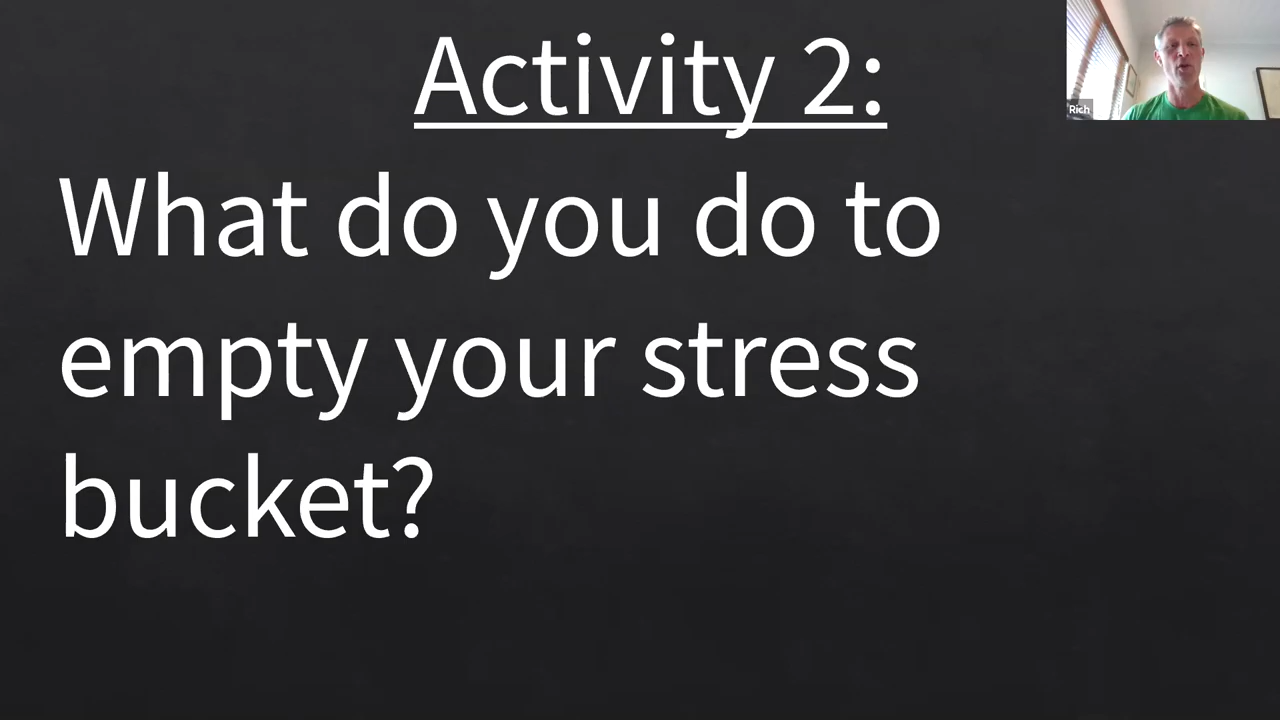 Activity 2:
Rich
What do you do to
empty your stress
bucket?